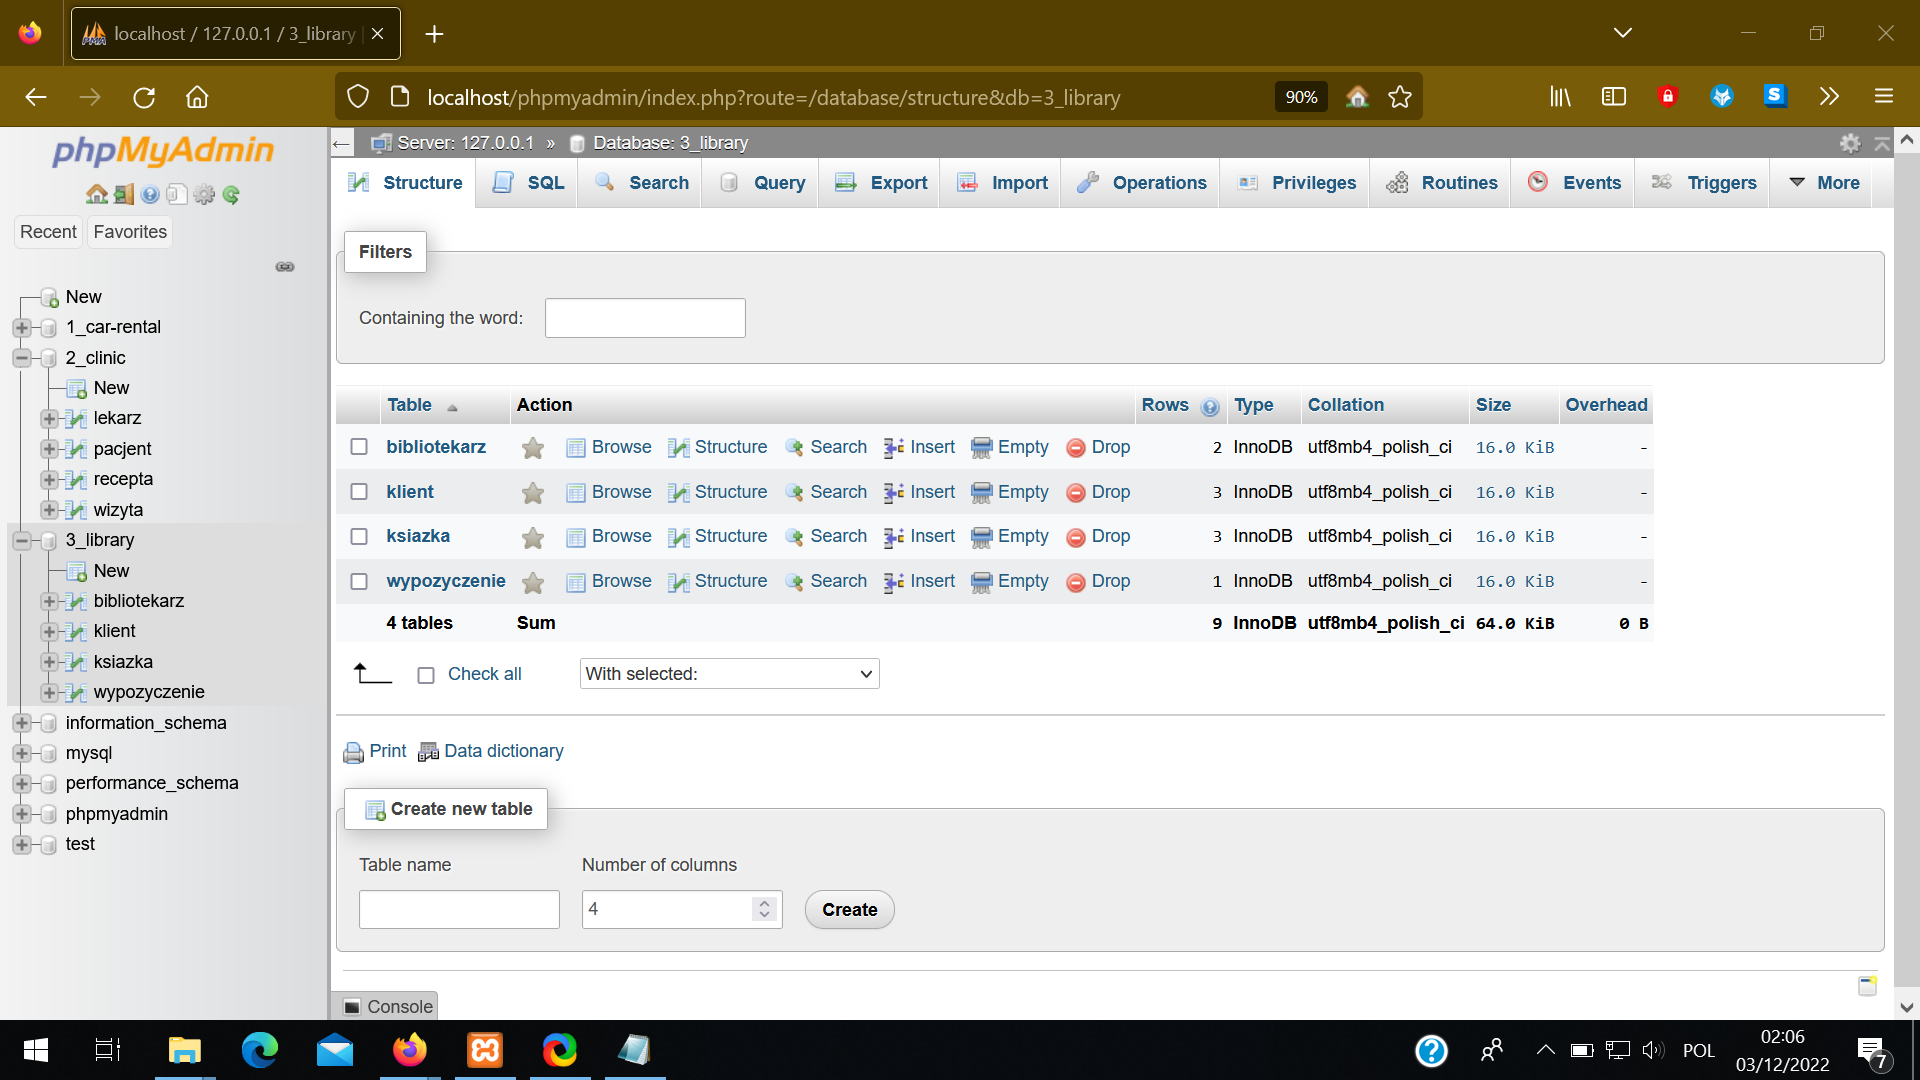 localhost / 127.0.0.1 / 3_library
localhost/phpmyadmin/index.php?route=/database/structure&db=3_library
90%
phpMyAdmin
Recent
Favorites
New
1_car-rental
2_clinic
New
lekarz
pacjent
recepta
wizyta
3_library
New
bibliotekarz
klient
ksiazka
wypozyczenie
information_schema
mysql
performance_schema
phpmyadmin
test
Server: 127.0.0.1 » Database: 3_library
Structure SQL Search Query Export Import Operations Privileges Routines Events Triggers More
Filters
Containing the word:
Table Action Rows Type Collation Size Overhead
bibliotekarz Browse Structure Search Insert Empty Drop 2 InnoDB utf8mb4_polish_ci 16.0 KiB -
klient Browse Structure Search Insert Empty Drop 3 InnoDB utf8mb4_polish_ci 16.0 KiB -
ksiazka Browse Structure Search Insert Empty Drop 3 InnoDB utf8mb4_polish_ci 16.0 KiB -
wypozyczenie Browse Structure Search Insert Empty Drop 1 InnoDB utf8mb4_polish_ci 16.0 KiB -
4 tables Sum 9 InnoDB utf8mb4_polish_ci 64.0 KiB 0 B
Check all With selected:
Print Data dictionary
Create new table
Table name Number of columns
4 Create
Console
POL
02:06
03/12/2022
7